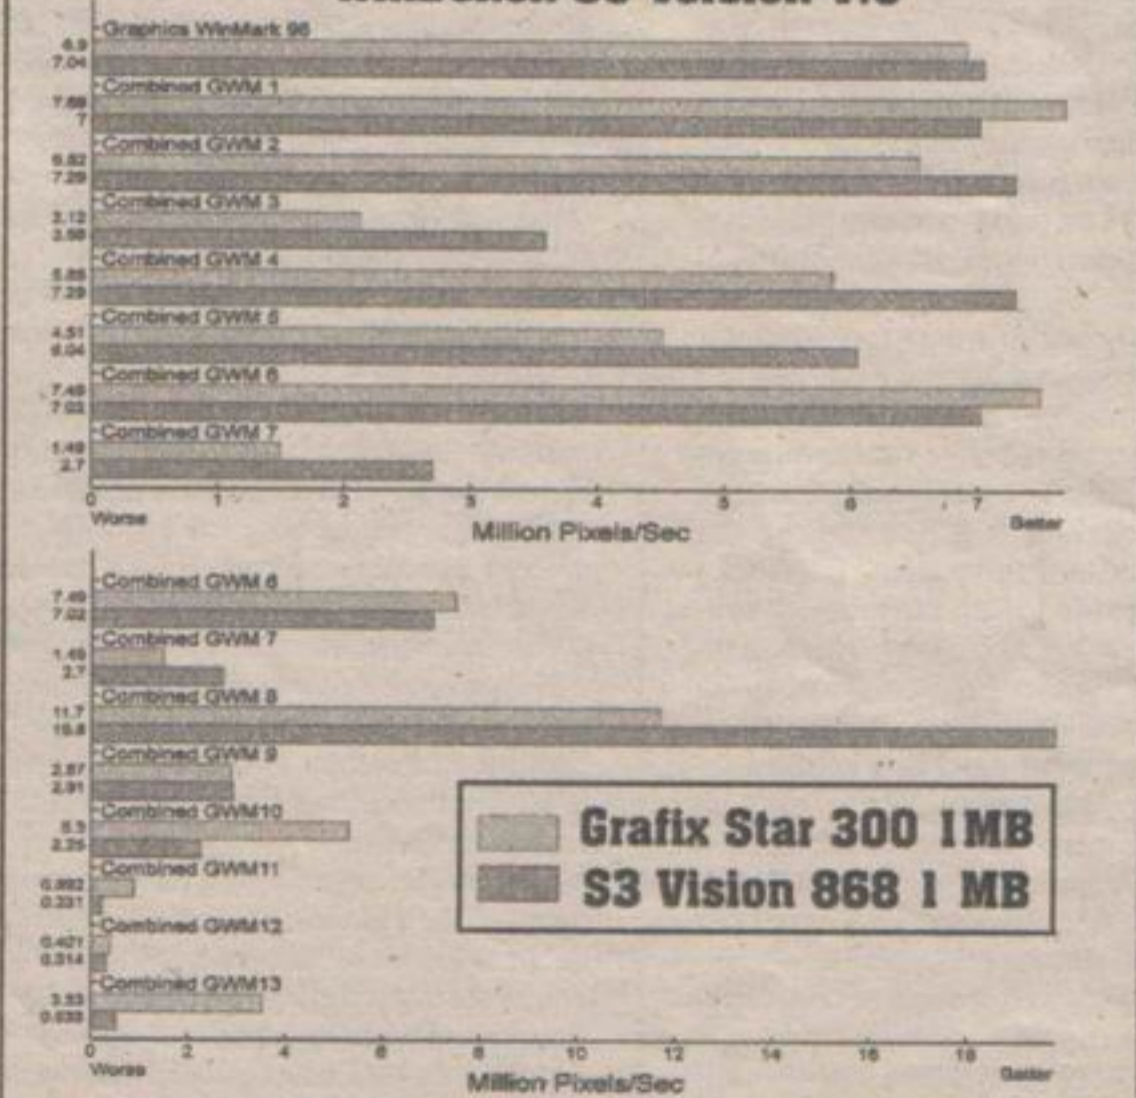 Graphics WinMark 96
6.9
7.04
Combined GWM 1
7.69
7
Combined GWM 2
7.29
Combined GWM 3
2.12
3.58
Combined GWM 4
5.85
7.29
Combined GWM 5
4.51
6.04
Combined GWM 6
7.49
7.02
Combined GWM 7
1.49
2.7
0 1 2 3 4 5 6 7
Worse Better
Million Pixels/Sec
Combined GWM 6
7.49
7.02
Combined GWM 7
1.49
2.7
Combined GWM 8
11.7
19.8
Combined GWM 9
2.87
2.91
Combined GWM10
5.3
2.25
Combined GWM11
0.892
0.231
Combined GWM12
0.421
0.314
Combined GWM13
3.53
0 2 4 6 8 10 12 14 16 18
Worse Better
Million Pixels/Sec
Grafix Star 300 1MB
S3 Vision 868 1 MB